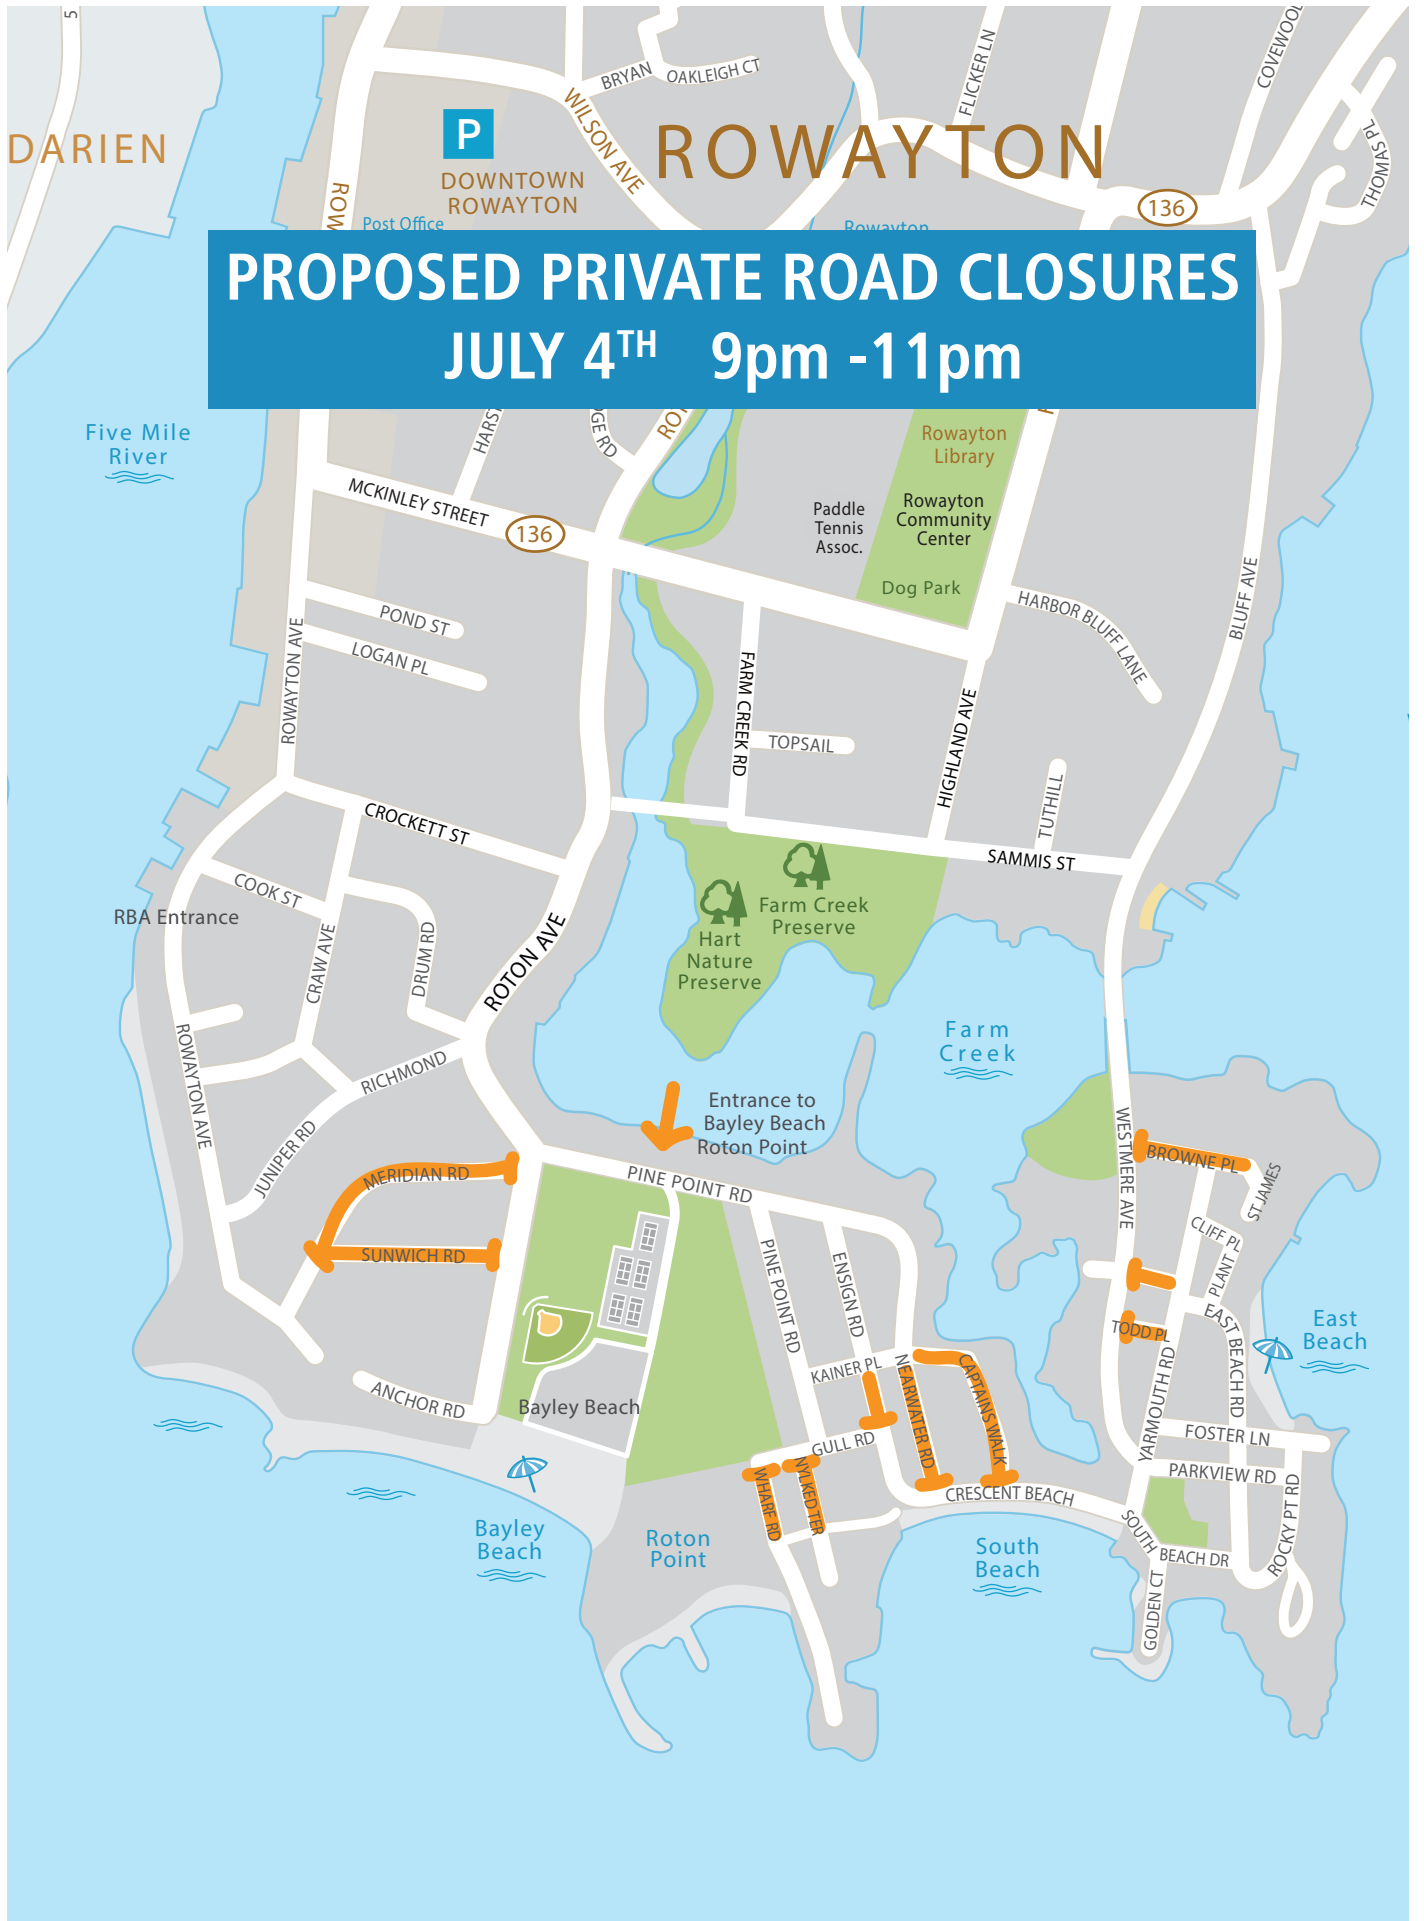 5
BRYAN
OAKLEIGH CT
FLICKER LN
WILSON AVE
THOMAS PL
DARIEN
P
ROWAYTON
DOWNTOWN
ROWAYTON
136
Post Office
Rowayton
PROPOSED PRIVATE ROAD CLOSURES
JULY 4TH 9pm -11pm
Five Mile
River
Rowayton
Library
MCKINLEY STREET
136
Paddle
Tennis
Assoc.
Rowayton
Community
Center
Dog Park
HARBOR BLUFF LANE
BLUFF AVE
POND ST
LOGAN PL
ROWAYTON AVE
FARM CREEK RD
TOPSAIL
HIGHLAND AVE
TUTHILL
CROCKETT ST
SAMMIS ST
COOK ST
RBA Entrance
CRAW AVE
DRUM RD
ROTON AVE
Farm Creek
Preserve
Hart
Nature
Preserve
Farm
Creek
ROWAYTON AVE
RICHMOND
JUNIPER RD
Entrance to
Bayley Beach
Roton Point
MERIDIAN RD
PINE POINT RD
WESTMERE AVE
BROWNE PL
ST JAMES
CLIFF PL
SUNWICH RD
PINE POINT RD
ENSIGN RD
PLANT
TODD PL
EAST BEACH RD
East
Beach
KAINER PL
NEARWATER RD
CAPTAINS WALK
YARMOUTH RD
ANCHOR RD
Bayley Beach
GULL RD
FOSTER LN
PARKVIEW RD
WHARF RD
NYLKED TER
CRESCENT BEACH
ROCKY PT RD
Bayley
Beach
Roton
Point
South
Beach
SOUTH
BEACH DR
GOLDEN CT